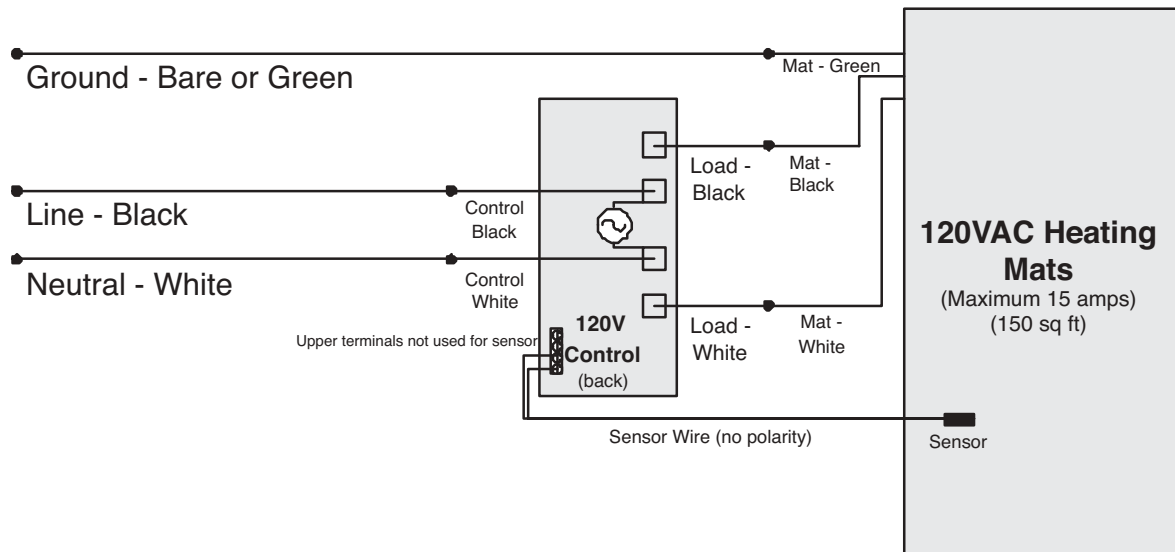 Ground - Bare or Green
Mat - Green
Load -
Black
Mat -
Black
Line - Black
Control
Black
Neutral - White
Control
White
120VAC Heating
Mats
(Maximum 15 amps)
(150 sq ft)
Load -
White
Mat -
White
Upper terminals not used for sensor
120V
Control
(back)
Sensor Wire (no polarity)
Sensor